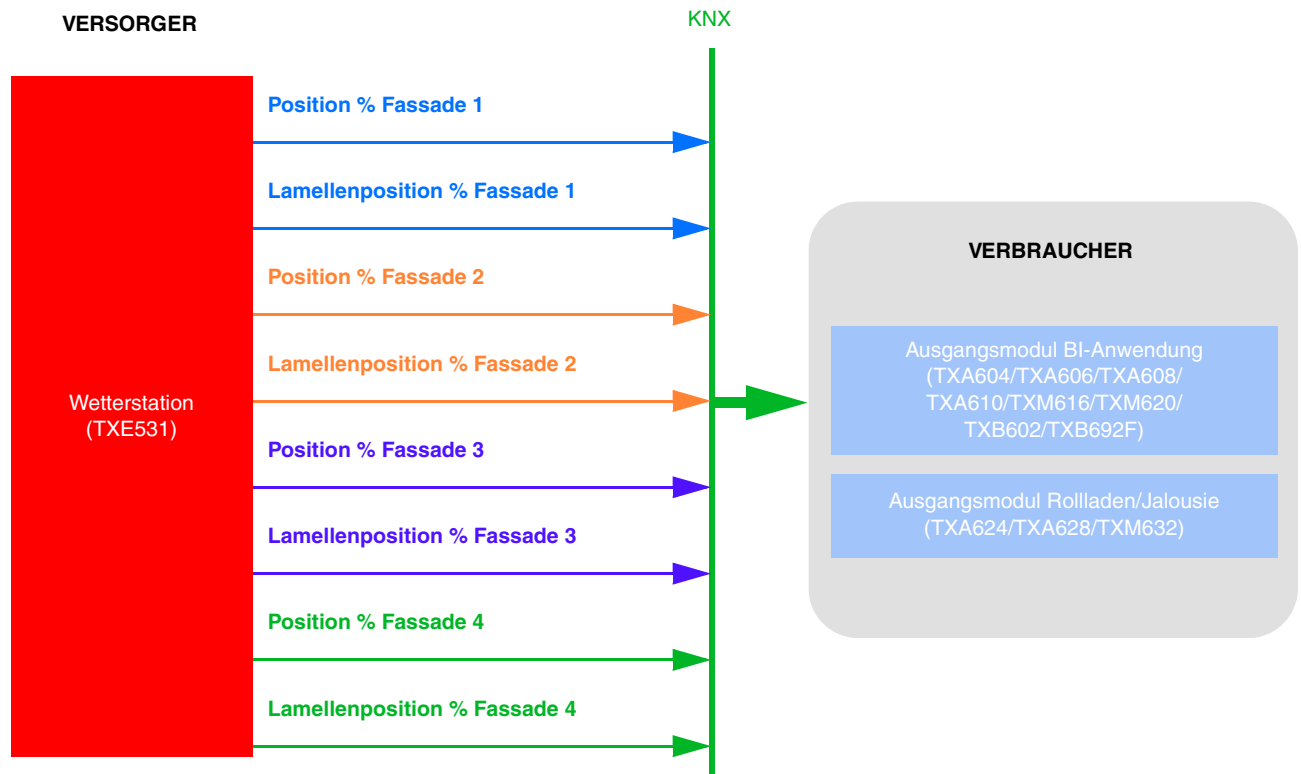 VERSORGER
KNX
Wetterstation
(TXE531)
Position % Fassade 1
Lamellenposition % Fassade 1
Position % Fassade 2
Lamellenposition % Fassade 2
Position % Fassade 3
Lamellenposition % Fassade 3
Position % Fassade 4
Lamellenposition % Fassade 4
VERBRAUCHER
Ausgangsmodul BI-Anwendung
(TXA604/TXA606/TXA608/
TXA610/TXM616/TXM620/
TXB602/TXB692F)
Ausgangsmodul Rollladen/Jalousie
(TXA624/TXA628/TXM632)